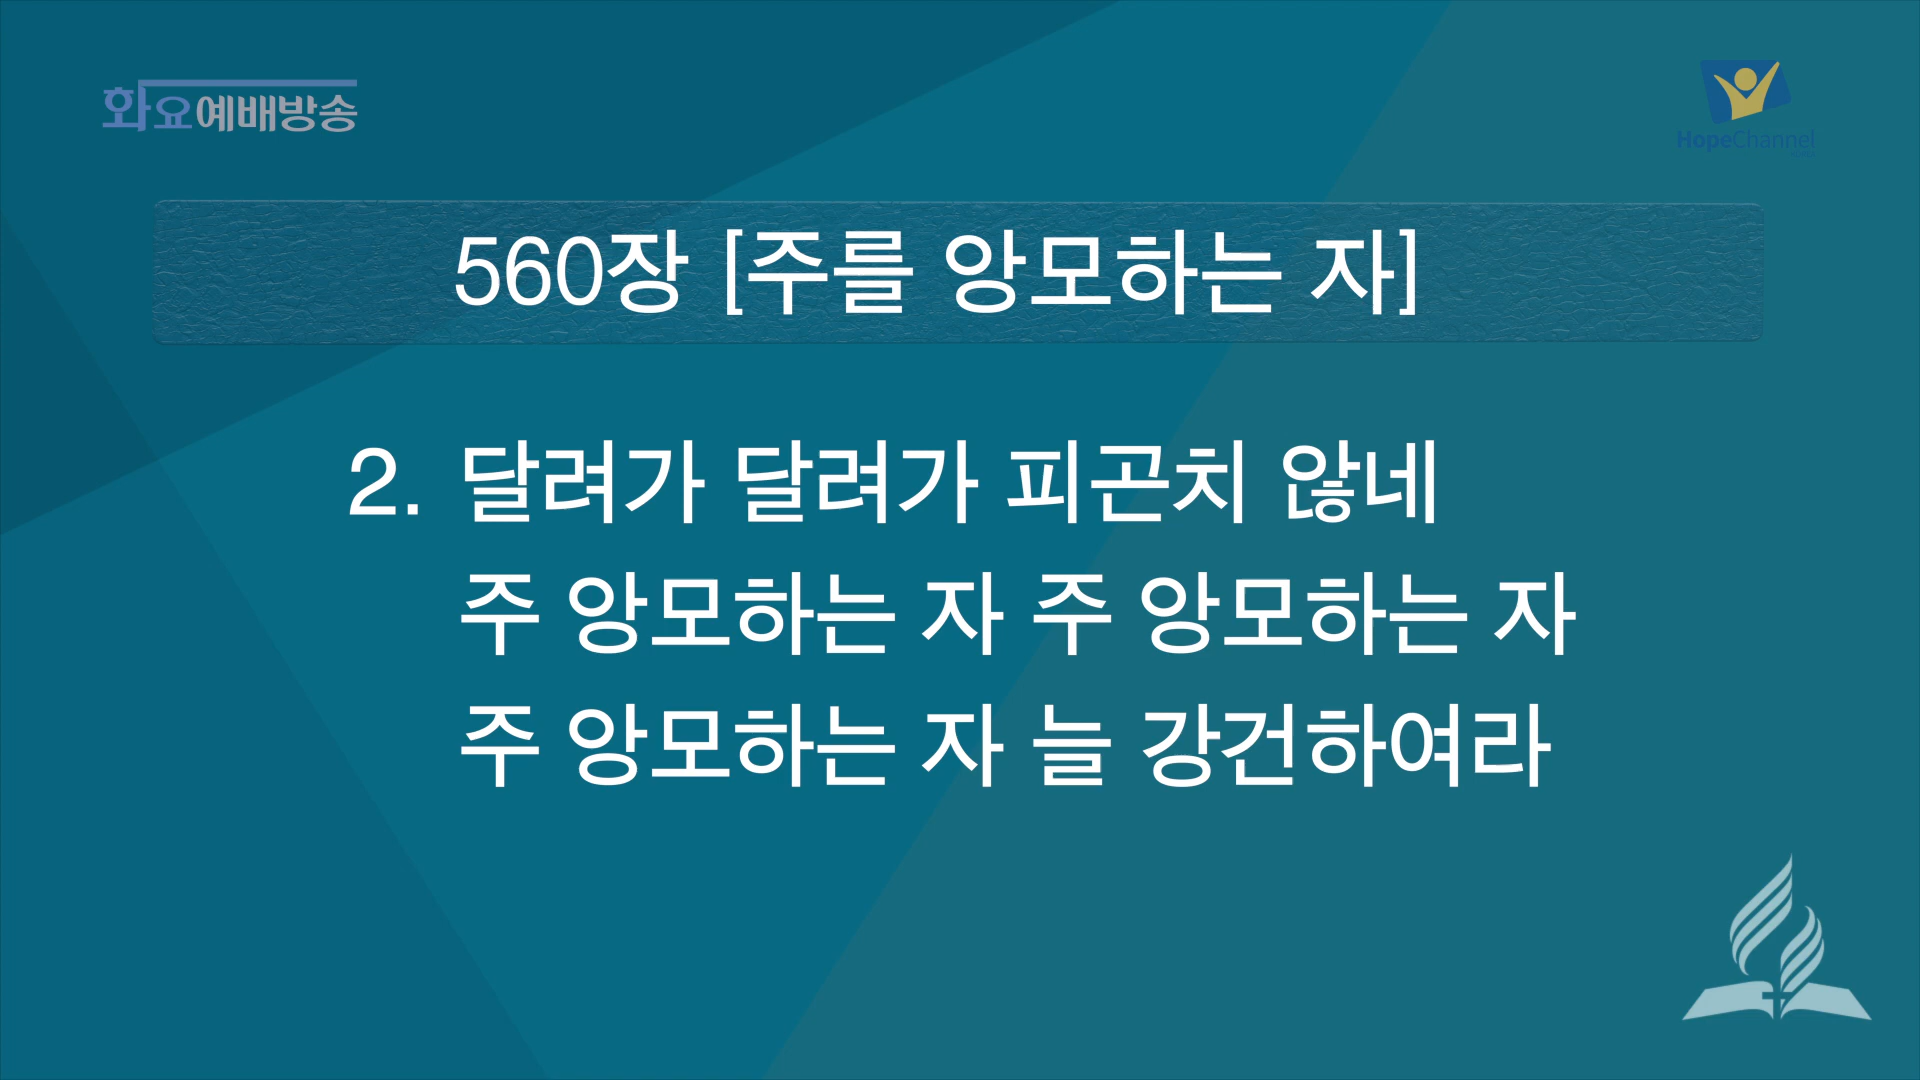 화요예배방송
HopeChannel
560장 [주를 앙모하는 자]
2. 달려가 달려가 피곤치 않네
주 앙모하는 자 주 앙모하는 자
주 앙모하는 자 늘 강건하여라